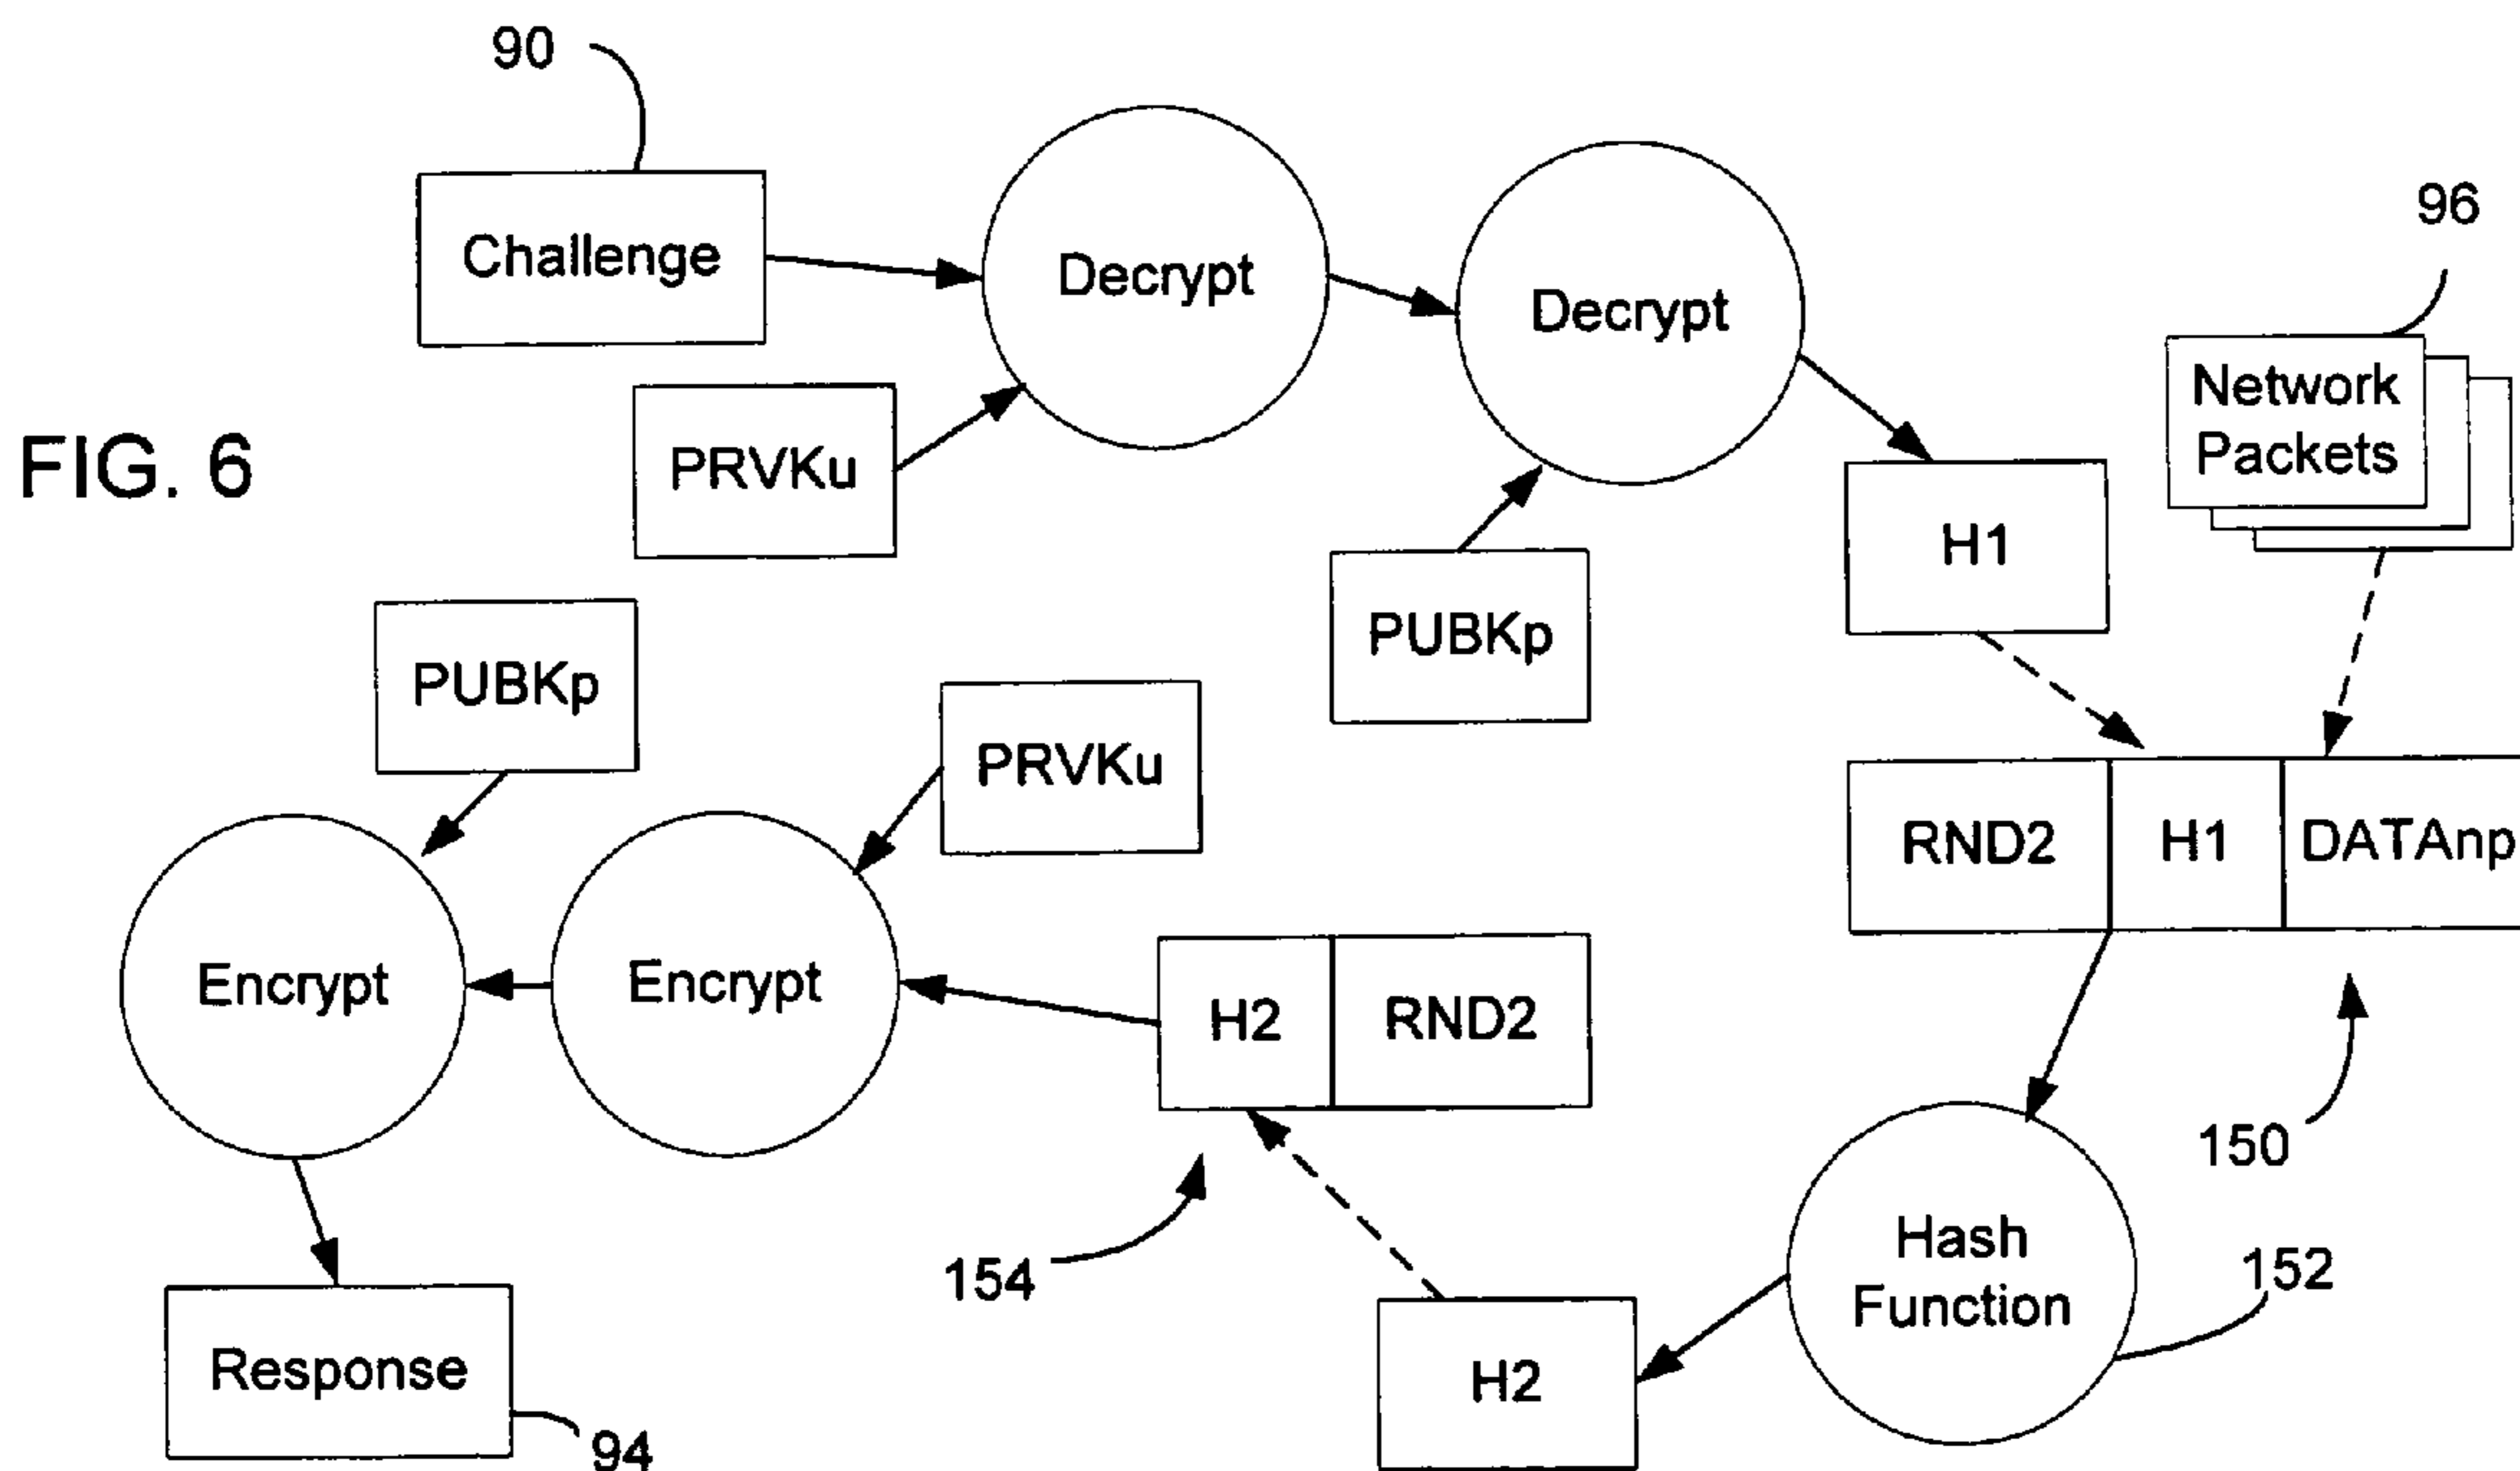 90
Challenge
Decrypt
Decrypt
96
Network
Packets
FIG. 6
PRVKu
H1
PUBKp
PUBKp
PRVKu
RND2 H1 DATAnp
Encrypt
Encrypt
H2 RND2
150
154
Hash
Function
152
Response
H2
94